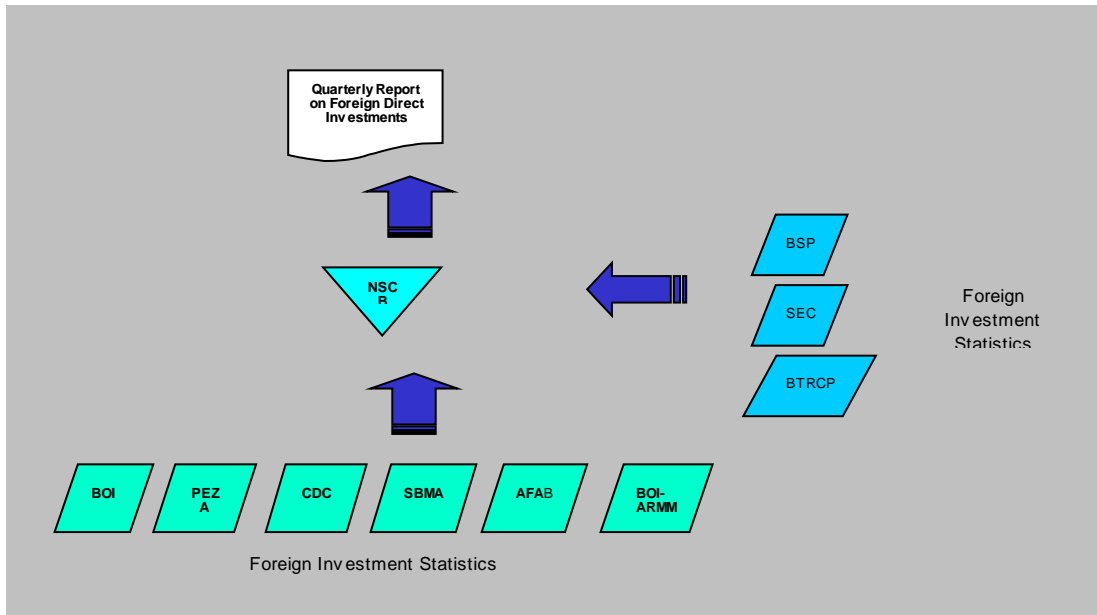 Quarterly Report
on Foreign Direct
Investments
BSP
NSC
B
SEC
Foreign
Investment
Statistics
BTRCP
BOI
PEZ
A
CDC
SBMA
AFAB
BOI-
ARMM
Foreign Investment Statistics